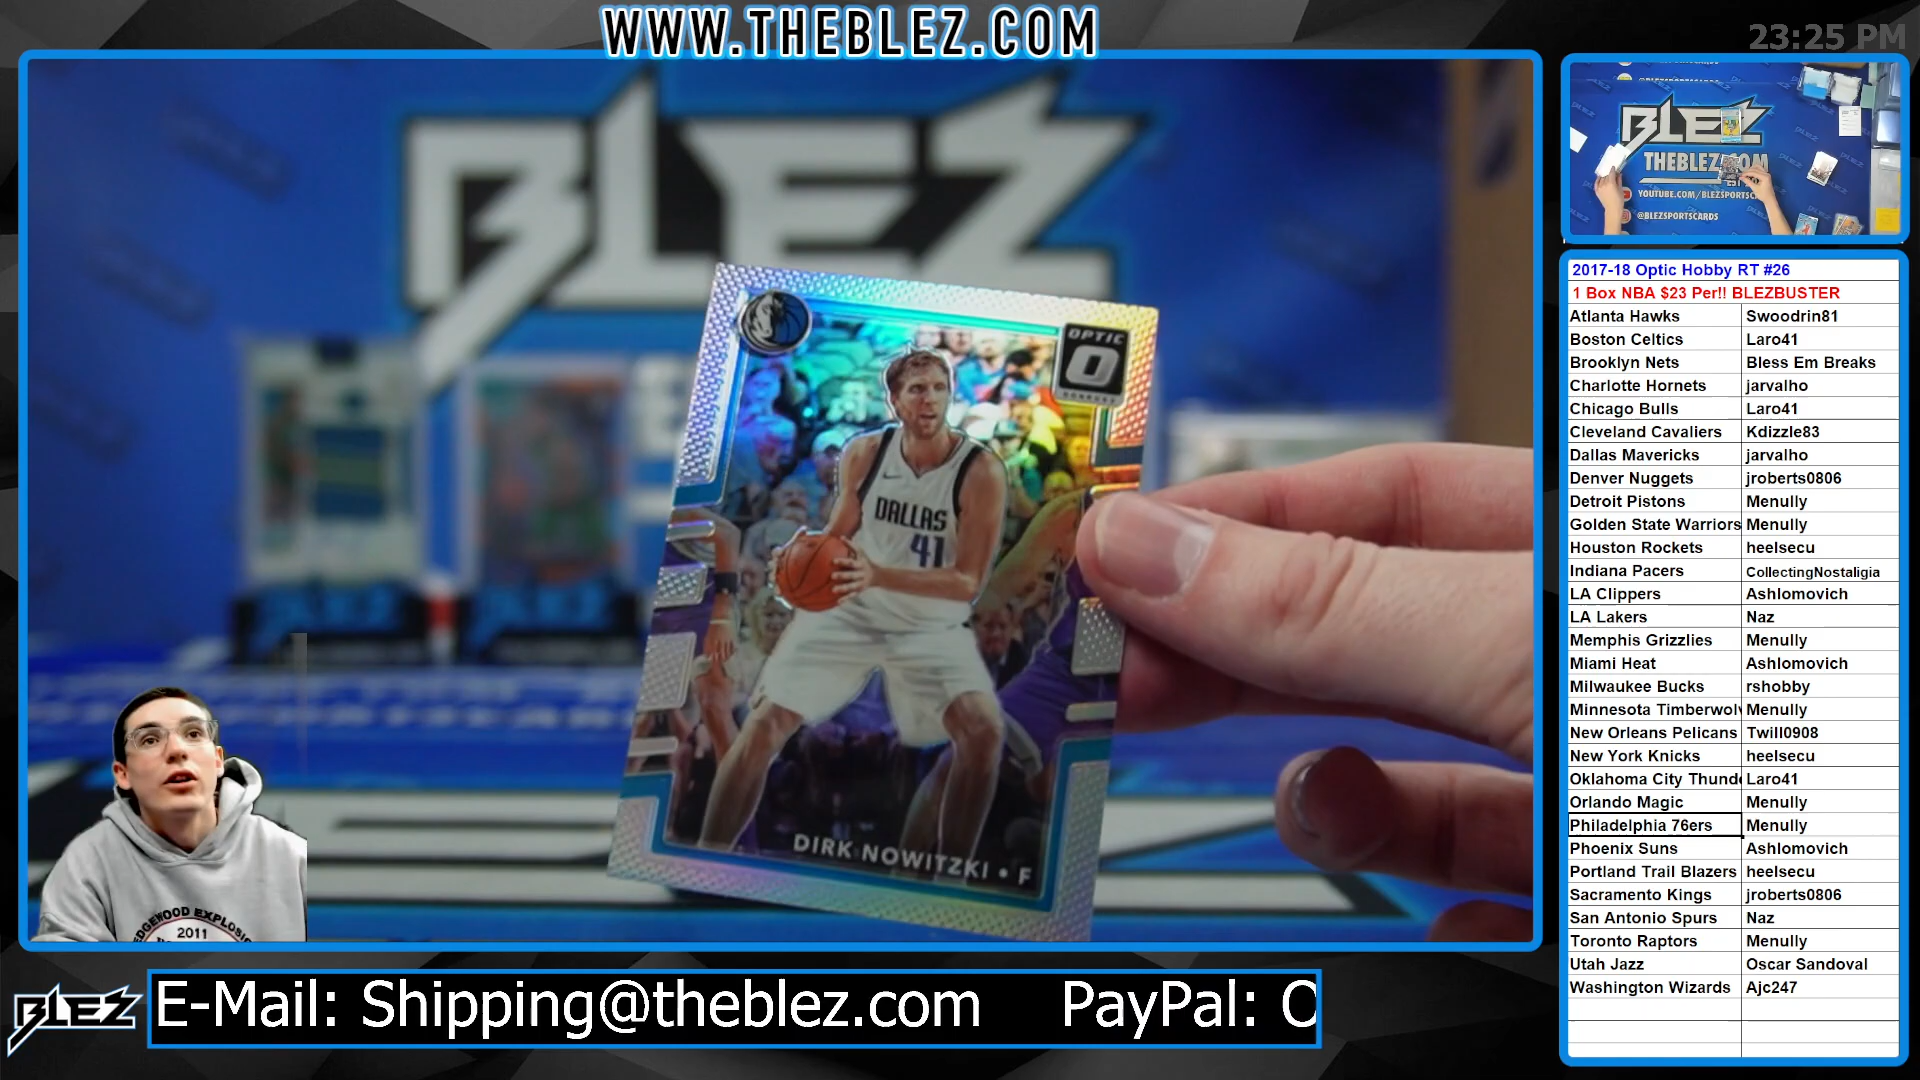 WWW.THEBLEZ.COM
23:25 PM
BLEZ
OPTIC
O
DALLAS
41
DIRK NOWITZKI • F
BLEZ
THEBLEZ.COM
YOUTUBE.COM/BLEZSPORTSC
@BLEZSPORTSCARDS
2017-18 Optic Hobby RT #26
1 Box NBA $23 Per!! BLEZBUSTER
Atlanta Hawks Swoodrin81
Boston Celtics Laro41
Brooklyn Nets Bless Em Breaks
Charlotte Hornets jarvalho
Chicago Bulls Laro41
Cleveland Cavaliers Kdizzle83
Dallas Mavericks jarvalho
Denver Nuggets jroberts0806
Detroit Pistons Menully
Golden State Warriors Menully
Houston Rockets heelsecu
Indiana Pacers CollectingNostaligia
LA Clippers Ashlomovich
LA Lakers Naz
Memphis Grizzlies Menully
Miami Heat Ashlomovich
Milwaukee Bucks rshobby
Minnesota Timberwolv Menully
New Orleans Pelicans Twill0908
New York Knicks heelsecu
Oklahoma City Thunde Laro41
Orlando Magic Menully
Philadelphia 76ers Menully
Phoenix Suns Ashlomovich
Portland Trail Blazers heelsecu
Sacramento Kings jroberts0806
San Antonio Spurs Naz
Toronto Raptors Menully
Utah Jazz Oscar Sandoval
Washington Wizards Ajc247
EDGEWOOD EXPLOSIO
2011
BLEZ
E-Mail: Shipping@theblez.com PayPal: O